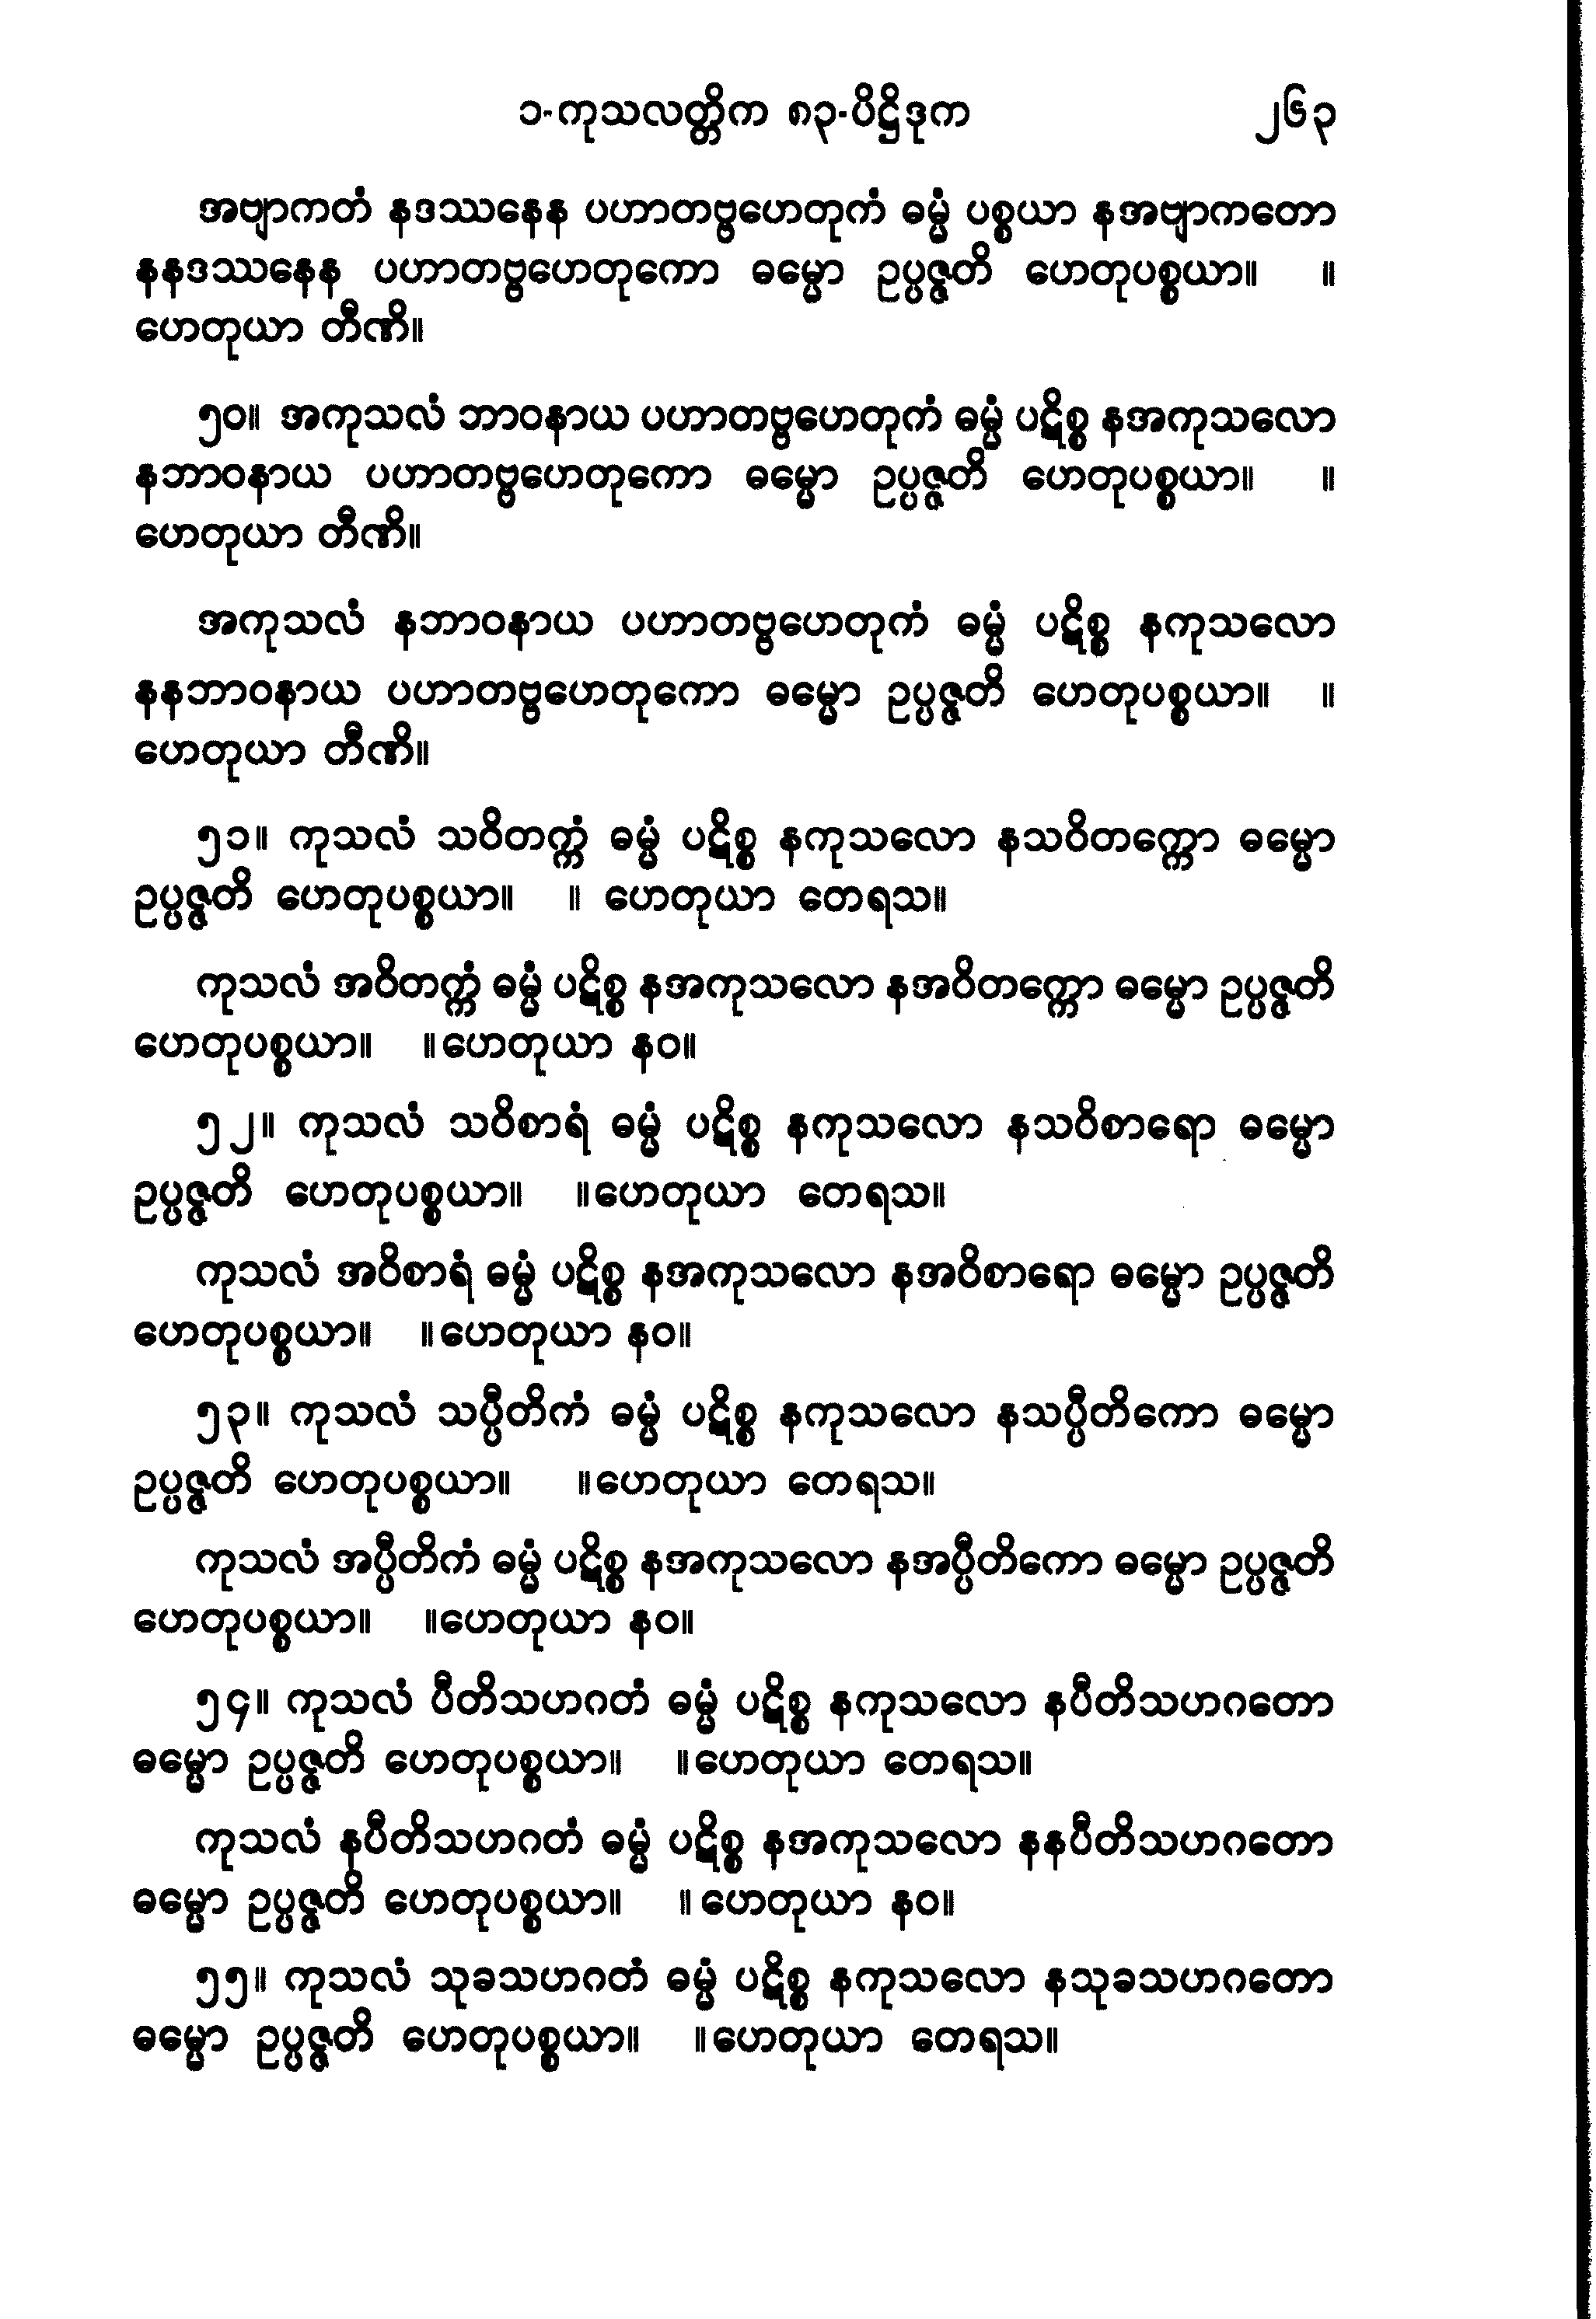 ၁-ကုသလတ္တိက ၈၃-ပိဋ္ဌိဒုက ၂၆၃
အဗျာကတံ နဒဿနေန ပဟာတဗ္ဗဟေတုကံ ဓမ္မံ ပစ္စယာ နအဗျာကတော
နနဒဿနေန ပဟာတဗ္ဗဟေတုကော ဓမ္မော ဥပ္ပဇ္ဇတိ ဟေတုပစ္စယာ။ ။
ဟေတုယာ တီဏိ။
၅၀။ အကုသလံ ဘာဝနာယ ပဟာတဗ္ဗဟေတုကံ ဓမ္မံ ပဋိစ္စ နအကုသလော
နဘာဝနာယ ပဟာတဗ္ဗဟေတုကော ဓမ္မော ဥပ္ပဇ္ဇတိ ဟေတုပစ္စယာ။ ။
ဟေတုယာ တီဏိ။
အကုသလံ နဘာဝနာယ ပဟာတဗ္ဗဟေတုကံ ဓမ္မံ ပဋိစ္စ နကုသလော
နနဘာဝနာယ ပဟာတဗ္ဗဟေတုကော ဓမ္မော ဥပ္ပဇ္ဇတိ ဟေတုပစ္စယာ။ ။
ဟေတုယာ တီဏိ။
၅၁။ ကုသလံ သဝိတက္ကံ ဓမ္မံ ပဋိစ္စ နကုသလော နသဝိတက္ကော ဓမ္မော
ဥပ္ပဇ္ဇတိ ဟေတုပစ္စယာ။ ။ ဟေတုယာ တေရသ။
ကုသလံ အဝိတက္ကံ ဓမ္မံ ပဋိစ္စ နအကုသလော နအဝိတက္ကော ဓမ္မော ဥပ္ပဇ္ဇတိ
ဟေတုပစ္စယာ။ ။ဟေတုယာ နဝ။
၅၂။ ကုသလံ သဝိစာရံ ဓမ္မံ ပဋိစ္စ နကုသလော နသဝိစာရော ဓမ္မော
ဥပ္ပဇ္ဇတိ ဟေတုပစ္စယာ။ ။ဟေတုယာ တေရသ။
ကုသလံ အဝိစာရံ ဓမ္မံ ပဋိစ္စ နအကုသလော နအဝိစာရော ဓမ္မော ဥပ္ပဇ္ဇတိ
ဟေတုပစ္စယာ။ ။ဟေတုယာ နဝ။
၅၃။ ကုသလံ သပ္ပီတိကံ ဓမ္မံ ပဋိစ္စ နကုသလော နသပ္ပီတိကော ဓမ္မော
ဥပ္ပဇ္ဇတိ ဟေတုပစ္စယာ။ ။ဟေတုယာ တေရသ။
ကုသလံ အပ္ပီတိကံ ဓမ္မံ ပဋိစ္စ နအကုသလော နအပ္ပီတိကော ဓမ္မော ဥပ္ပဇ္ဇတိ
ဟေတုပစ္စယာ။ ။ဟေတုယာ နဝ။
၅၄။ ကုသလံ ပီတိသဟဂတံ ဓမ္မံ ပဋိစ္စ နကုသလော နပီတိသဟဂတော
ဓမ္မော ဥပ္ပဇ္ဇတိ ဟေတုပစ္စယာ။ ။ဟေတုယာ တေရသ။
ကုသလံ နပီတိသဟဂတံ ဓမ္မံ ပဋိစ္စ နအကုသလော နနပီတိသဟဂတော
ဓမ္မော ဥပ္ပဇ္ဇတိ ဟေတုပစ္စယာ။ ။ ဟေတုယာ နဝ။
၅၅။ ကုသလံ သုခသဟဂတံ ဓမ္မံ ပဋိစ္စ နကုသလော နသုခသဟဂတော
ဓမ္မော ဥပ္ပဇ္ဇတိ ဟေတုပစ္စယာ။ ။ဟေတုယာ တေရသ။